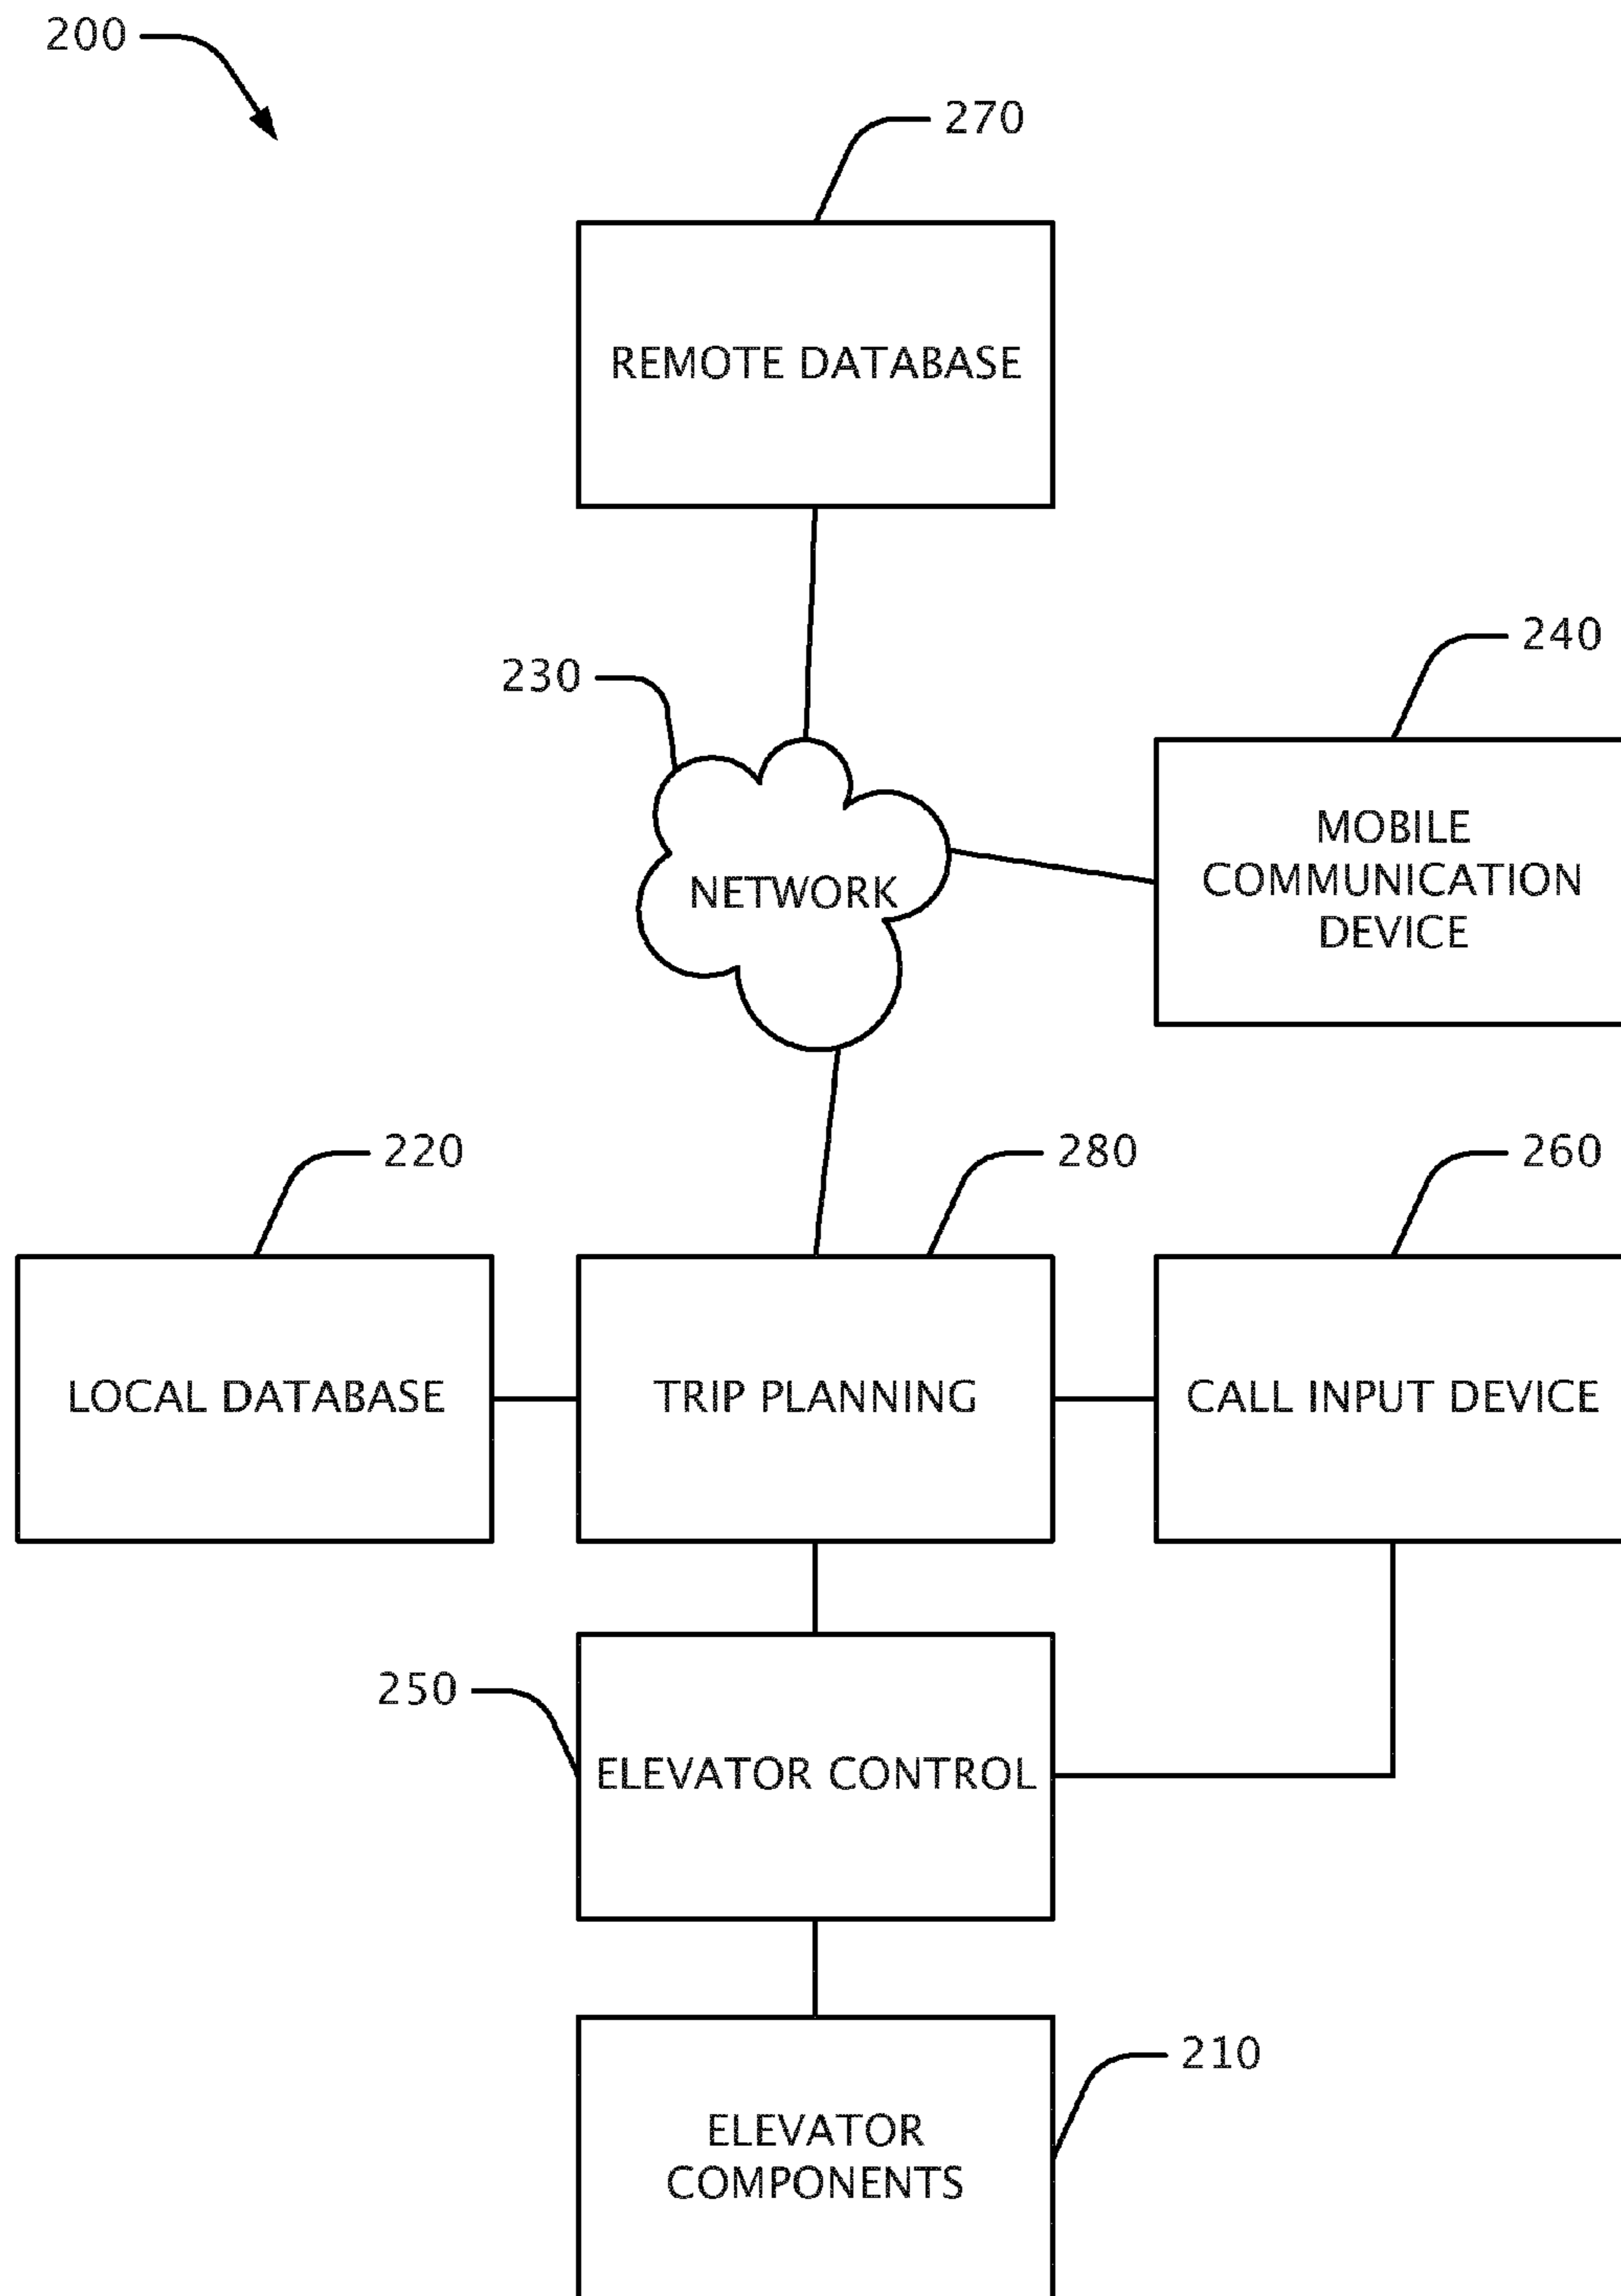 200
270
REMOTE DATABASE
240
230
MOBILE
COMMUNICATION
DEVICE
NETWORK
220
280
260
LOCAL DATABASE
TRIP PLANNING
CALL INPUT DEVICE
250
ELEVATOR CONTROL
210
ELEVATOR
COMPONENTS